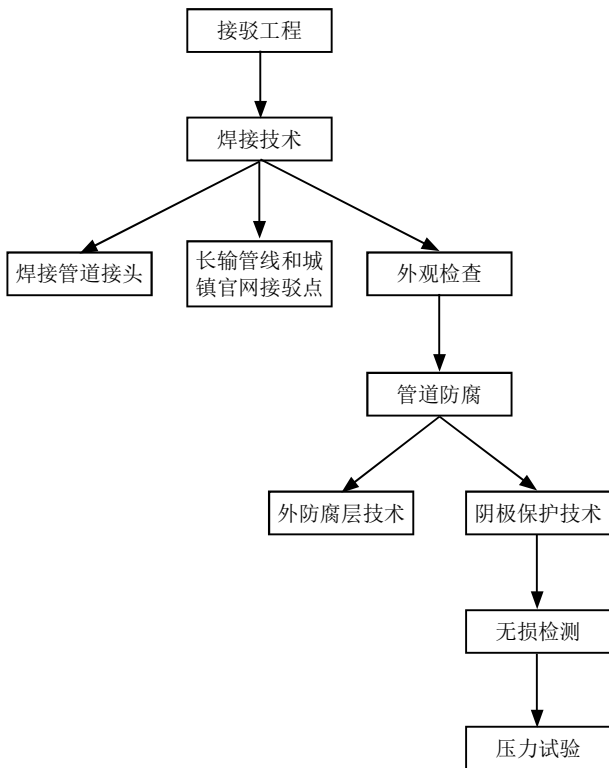 接驳工程
焊接技术
焊接管道接头
长输管线和城
镇官网接驳点
外观检查
管道防腐
外防腐层技术
阴极保护技术
无损检测
压力试验